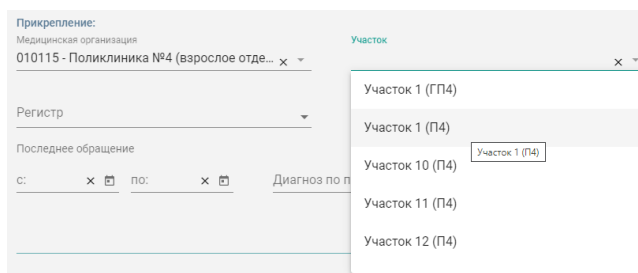 Прикрепление:
Медицинская организация
Участок
010115 - Поликлиника №4 (взрослое отде...
Участок 1 (ГП4)
Регистр
Участок 1 (П4)
Последнее обращение
Участок 1 (П4)
Участок 10 (П4)
с:
по:
Диагноз по п
Участок 11 (П4)
Участок 12 (П4)